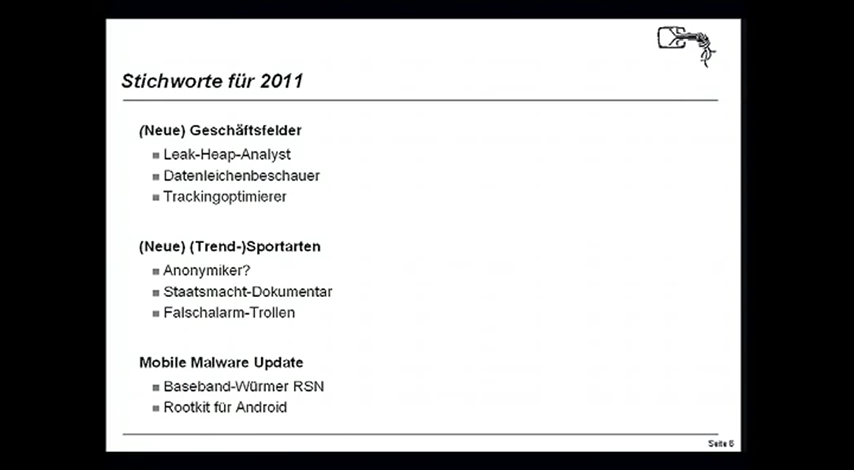 Stichworte für 2011
(Neue) Geschäftsfelder
Leak-Heap-Analyst
Datenleichenbeschauer
Trackingoptimierer
(Neue) (Trend-)Sportarten
Anonymiker?
Staatsmacht-Dokumentar
Falschalarm-Trollen
Mobile Malware Update
Baseband-Würmer RSN
Rootkit für Android
Seite 6